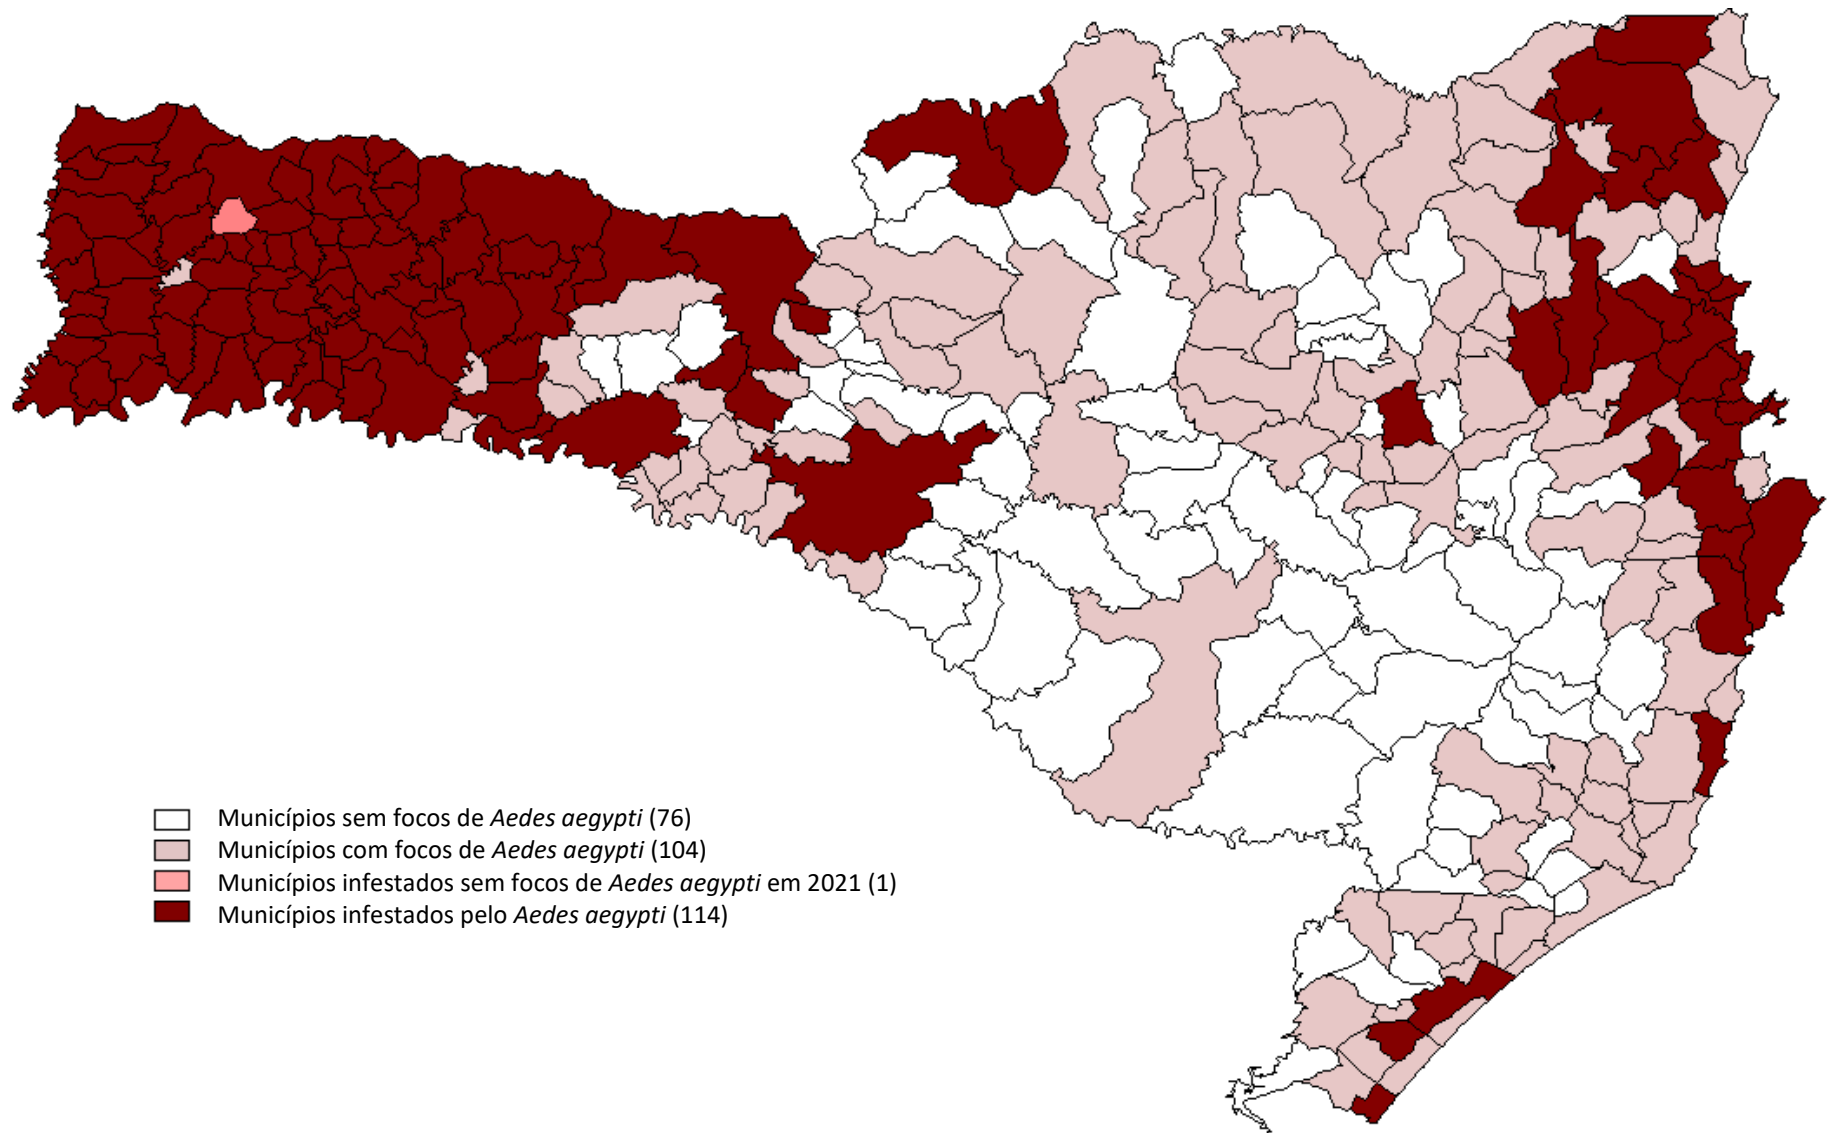 Municípios sem focos de Aedes aegypti (76)
Municípios com focos de Aedes aegypti (104)
Municípios infestados sem focos de Aedes aegypti em 2021 (1)
Municípios infestados pelo Aedes aegypti (114)